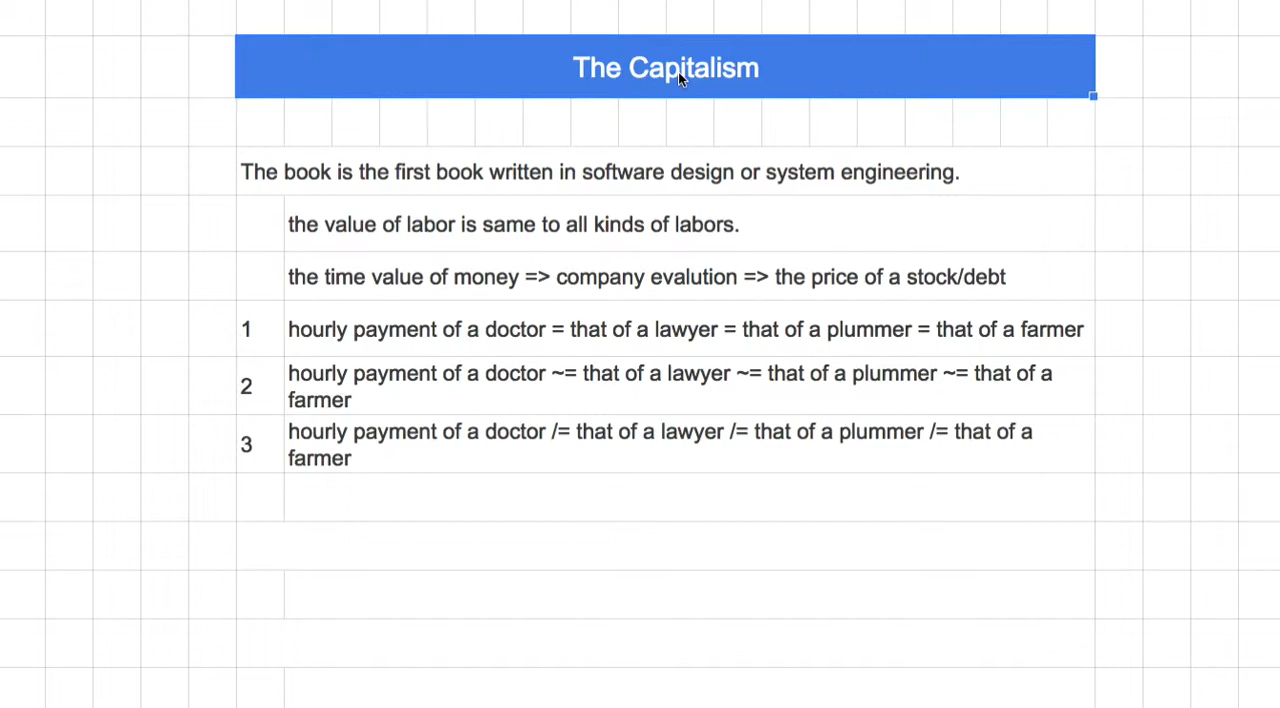 The Capitalism
The book is the first book written in software design or system engineering.
the value of labor is same to all kinds of labors.
the time value of money => company evalution => the price of a stock/debt
1 hourly payment of a doctor = that of a lawyer = that of a plummer = that of a farmer
2 hourly payment of a doctor ~= that of a lawyer ~= that of a plummer ~= that of a
farmer
3 hourly payment of a doctor /= that of a lawyer /= that of a plummer /= that of a
farmer